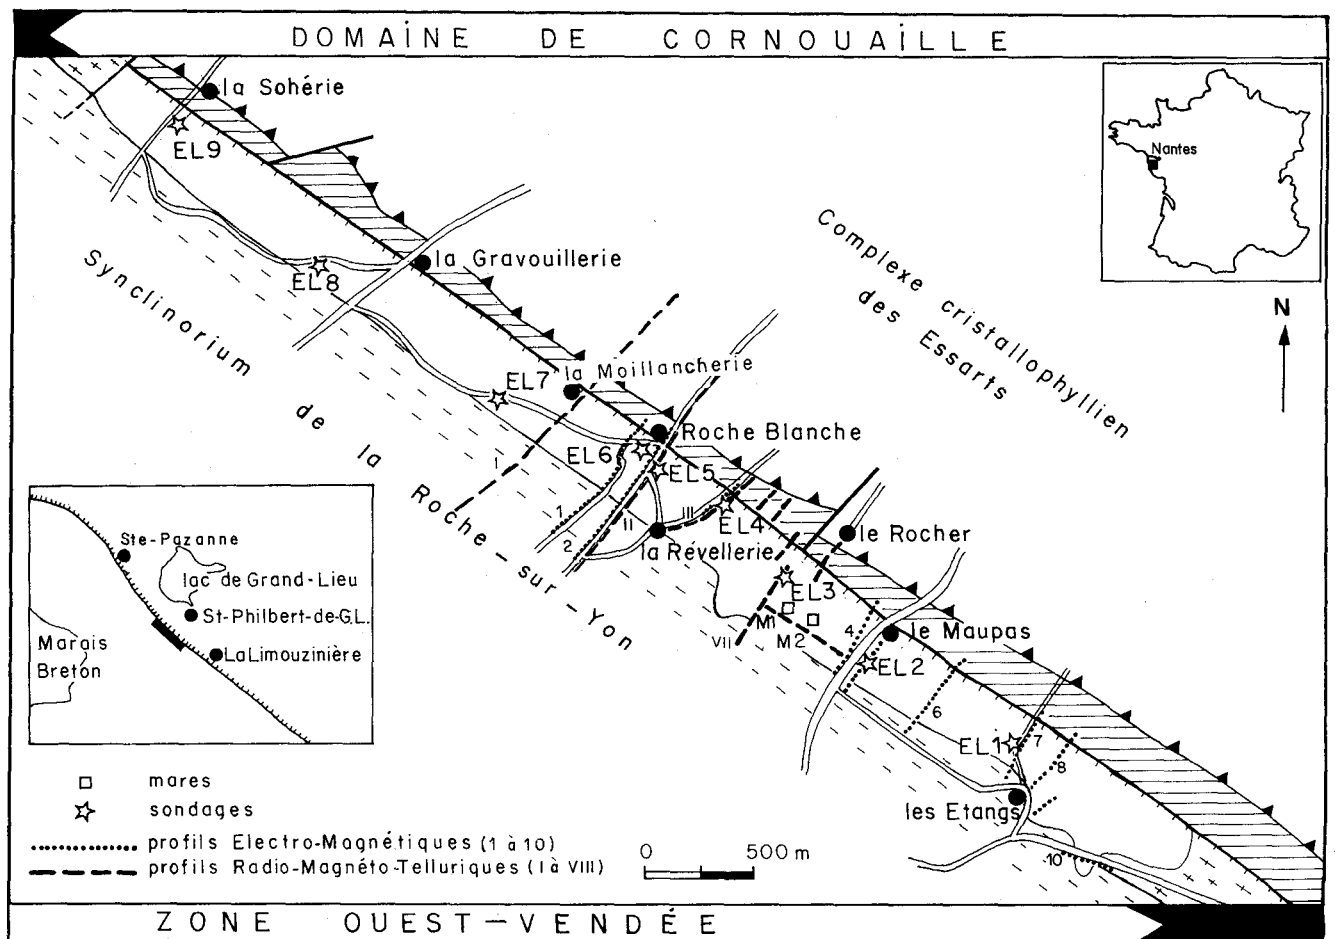 DOMAINE DE CORNOUAILLE
la Sohérie
EL9
Nantes
Complexe cristallophyllien
des Essarts
la Gravouillerie
EL8
Synclinorium
de
la
Roche-sur-Yon
N
la Moillancherie
EL7
I
Roche Blanche
EL6
EL5
1
II
III
EL4
2
la Révellerie
le Rocher
EL3
M1
M2
VII
4
le Maupas
EL2
6
EL1
7
8
les Etangs
10
Ste-Pazanne
lac de Grand-Lieu
St-Philbert-de-G.L.
La Limouzinière
Marais
Breton
mares
sondages
profils Electro-Magnétiques (1 à 10)
profils Radio-Magnéto-Telluriques (I à VIII)
0 500 m
ZONE OUEST-VENDÉE